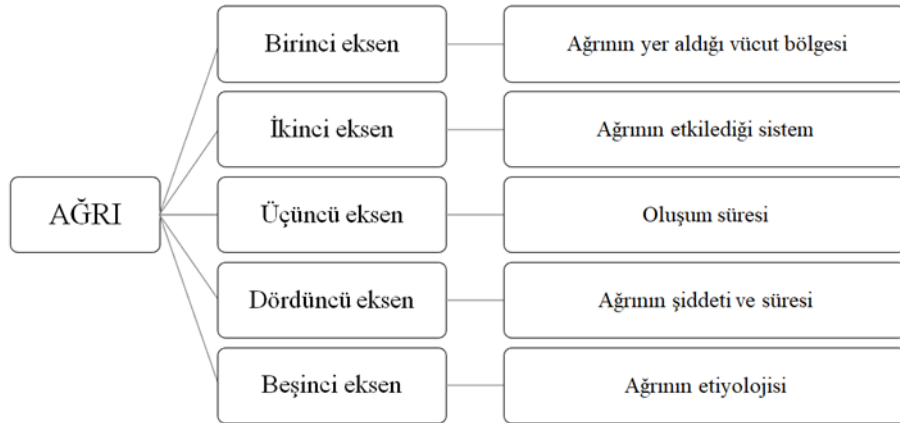 AĞRI
Birinci eksen
Ağrının yer aldığı vücut bölgesi
İkinci eksen
Ağrının etkilediği sistem
Üçüncü eksen
Oluşum süresi
Dördüncü eksen
Ağrının şiddeti ve süresi
Beşinci eksen
Ağrının etiyolojisi